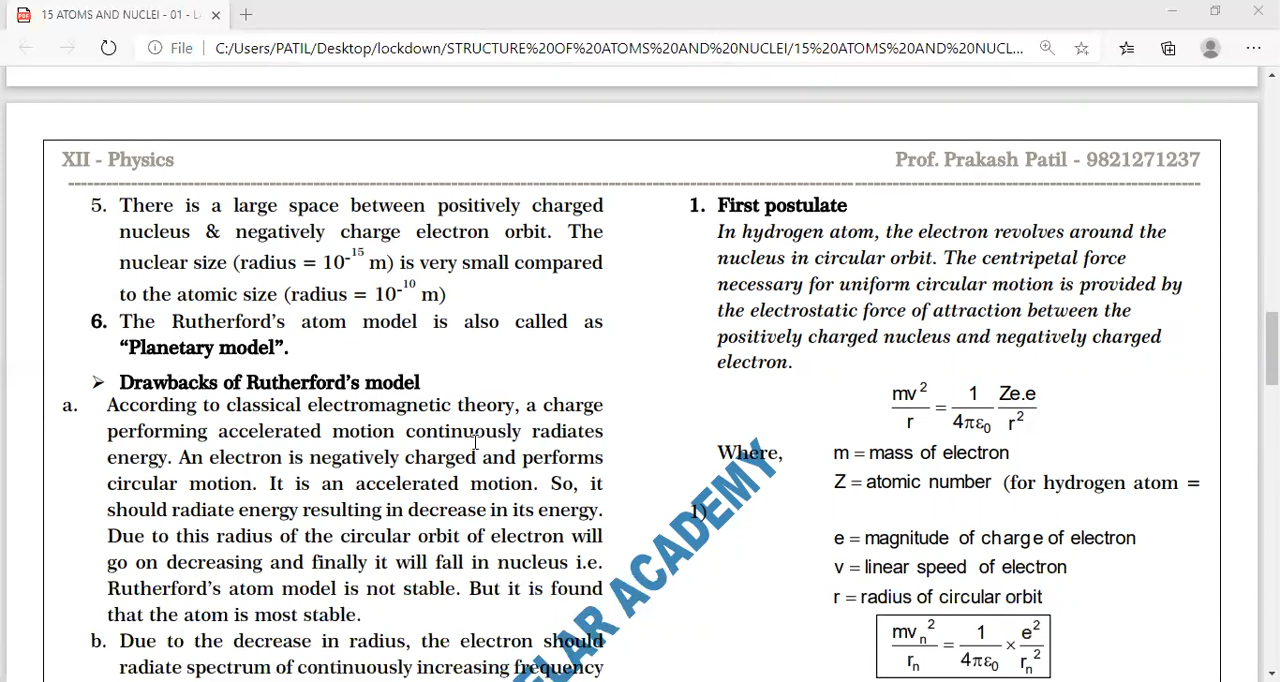 15 ATOMS AND NUCLEI - 01 - L
File
C:/Users/PATIL/Desktop/lockdown/STRUCTURE%20OF%20ATOMS%20AND%20NUCLEI/15%20ATOMS%20AND%20NUCL...
XII - Physics
Prof. Prakash Patil - 9821271237
5. There is a large space between positively charged
nucleus & negatively charge electron orbit. The
nuclear size (radius = 10⁻¹⁵ m) is very small compared
to the atomic size (radius = 10⁻¹⁰ m)
6. The Rutherford's atom model is also called as
“Planetary model”.
➢ Drawbacks of Rutherford's model
a. According to classical electromagnetic theory, a charge
performing accelerated motion continuously radiates
energy. An electron is negatively charged and performs
circular motion. It is an accelerated motion. So, it
should radiate energy resulting in decrease in its energy.
Due to this radius of the circular orbit of electron will
go on decreasing and finally it will fall in nucleus i.e.
Rutherford's atom model is not stable. But it is found
that the atom is most stable.
b. Due to the decrease in radius, the electron should
radiate spectrum of continuously increasing frequency
1. First postulate
In hydrogen atom, the electron revolves around the
nucleus in circular orbit. The centripetal force
necessary for uniform circular motion is provided by
the electrostatic force of attraction between the
positively charged nucleus and negatively charged
electron.
mv²/r = 1/4πε₀ Ze.e/r²
Where, m = mass of electron
Z = atomic number (for hydrogen atom =
1)
e = magnitude of charge of electron
v = linear speed of electron
r = radius of circular orbit
mvₙ²/rₙ = 1/4πε₀ × e²/rₙ²
ELAR ACADEMY